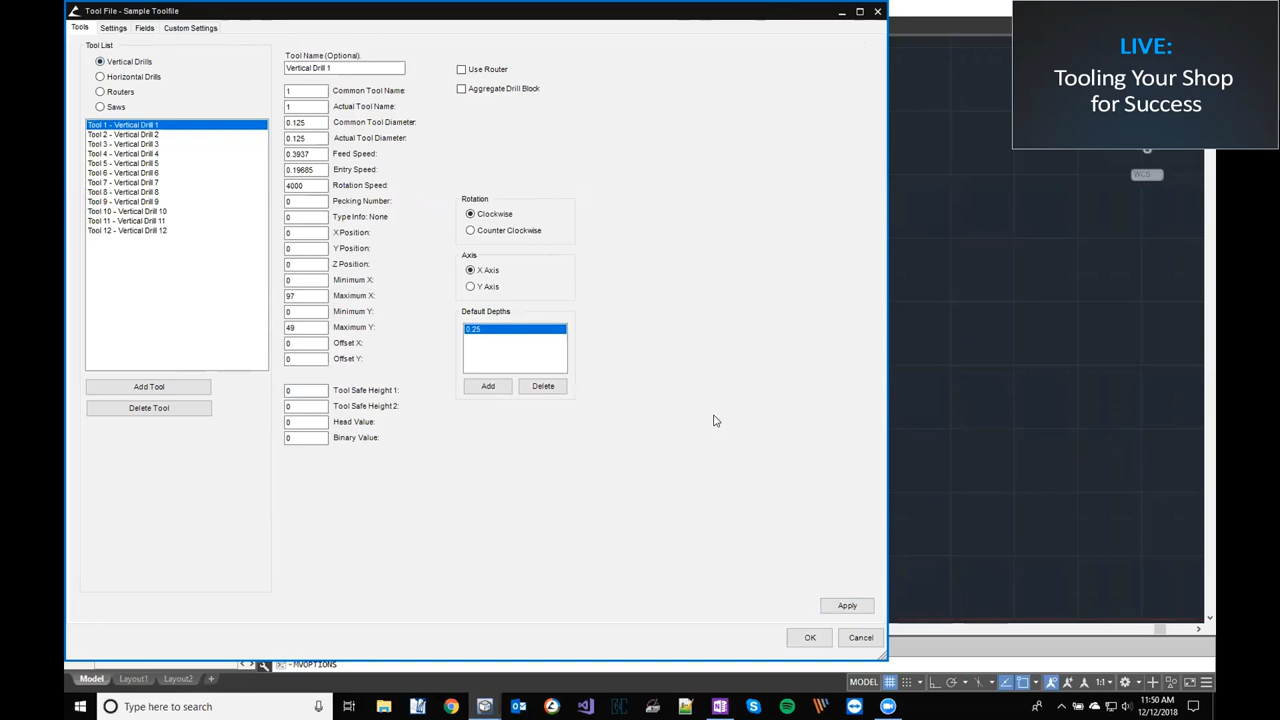 Tool File - Sample Toolfile
Tools Settings Fields Custom Settings
Tool List
Vertical Drills
Horizontal Drills
Routers
Saws
Tool 1 - Vertical Drill 1
Tool 2 - Vertical Drill 2
Tool 3 - Vertical Drill 3
Tool 4 - Vertical Drill 4
Tool 5 - Vertical Drill 5
Tool 6 - Vertical Drill 6
Tool 7 - Vertical Drill 7
Tool 8 - Vertical Drill 8
Tool 9 - Vertical Drill 9
Tool 10 - Vertical Drill 10
Tool 11 - Vertical Drill 11
Tool 12 - Vertical Drill 12
Add Tool
Delete Tool
Tool Name (Optional):
Vertical Drill 1
1 Common Tool Name:
1 Actual Tool Name:
0.125 Common Tool Diameter:
0.125 Actual Tool Diameter:
0.3937 Feed Speed:
0.19685 Entry Speed:
4000 Rotation Speed:
0 Pecking Number:
0 Type Info: None
0 X Position:
0 Y Position:
0 Z Position:
0 Minimum X:
97 Maximum X:
0 Minimum Y:
49 Maximum Y:
0 Offset X:
0 Offset Y:
0 Tool Safe Height 1:
0 Tool Safe Height 2:
0 Head Value:
0 Binary Value:
Use Router
Aggregate Drill Block
Rotation
Clockwise
Counter Clockwise
Axis
X Axis
Y Axis
Default Depths
0.25
Add Delete
Apply
OK Cancel
LIVE:
Tooling Your Shop
for Success
WCS
-MVOPTIONS
Model Layout1 Layout2 +
MODEL 1:1
Type here to search
11:50 AM
12/12/2018